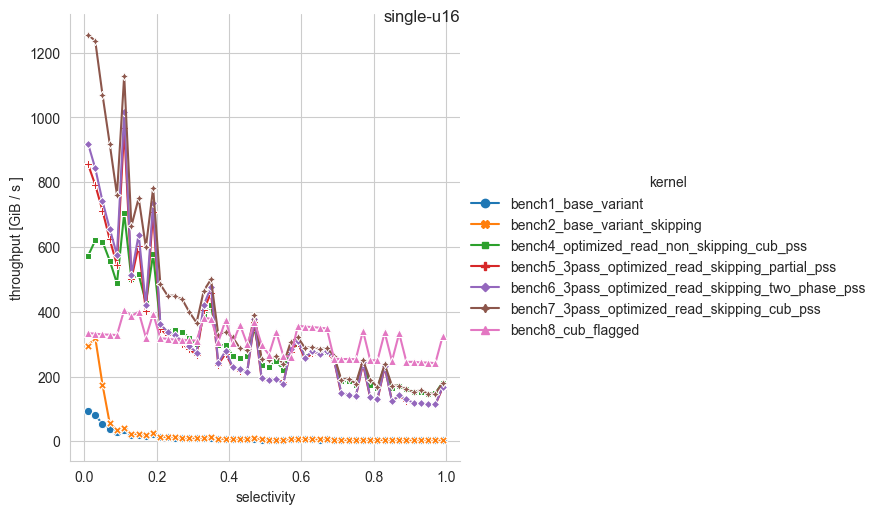 single-u16
throughput [GiB / s ]
1200
1000
800
600
400
200
0
0.0 0.2 0.4 0.6 0.8 1.0
selectivity
kernel
bench1_base_variant
bench2_base_variant_skipping
bench4_optimized_read_non_skipping_cub_pss
bench5_3pass_optimized_read_skipping_partial_pss
bench6_3pass_optimized_read_skipping_two_phase_pss
bench7_3pass_optimized_read_skipping_cub_pss
bench8_cub_flagged